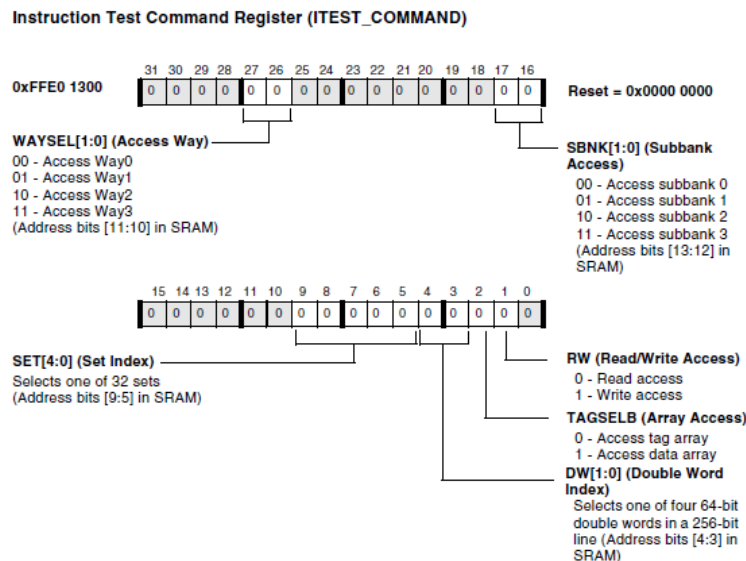 Instruction Test Command Register (ITEST_COMMAND)
31 30 29 28 27 26 25 24 23 22 21 20 19 18 17 16
0xFFE0 1300
0 0 0 0 0 0 0 0 0 0 0 0 0 0 0 0
Reset = 0x0000 0000
WAYSEL[1:0] (Access Way)
00 - Access Way0
01 - Access Way1
10 - Access Way2
11 - Access Way3
(Address bits [11:10] in SRAM)
SBNK[1:0] (Subbank
Access)
00 - Access subbank 0
01 - Access subbank 1
10 - Access subbank 2
11 - Access subbank 3
(Address bits [13:12] in
SRAM)
15 14 13 12 11 10 9 8 7 6 5 4 3 2 1 0
0 0 0 0 0 0 0 0 0 0 0 0 0 0 0 0
SET[4:0] (Set Index)
Selects one of 32 sets
(Address bits [9:5] in SRAM)
RW (Read/Write Access)
0 - Read access
1 - Write access
TAGSELB (Array Access)
0 - Access tag array
1 - Access data array
DW[1:0] (Double Word
Index)
Selects one of four 64-bit
double words in a 256-bit
line (Address bits [4:3] in
SRAM)